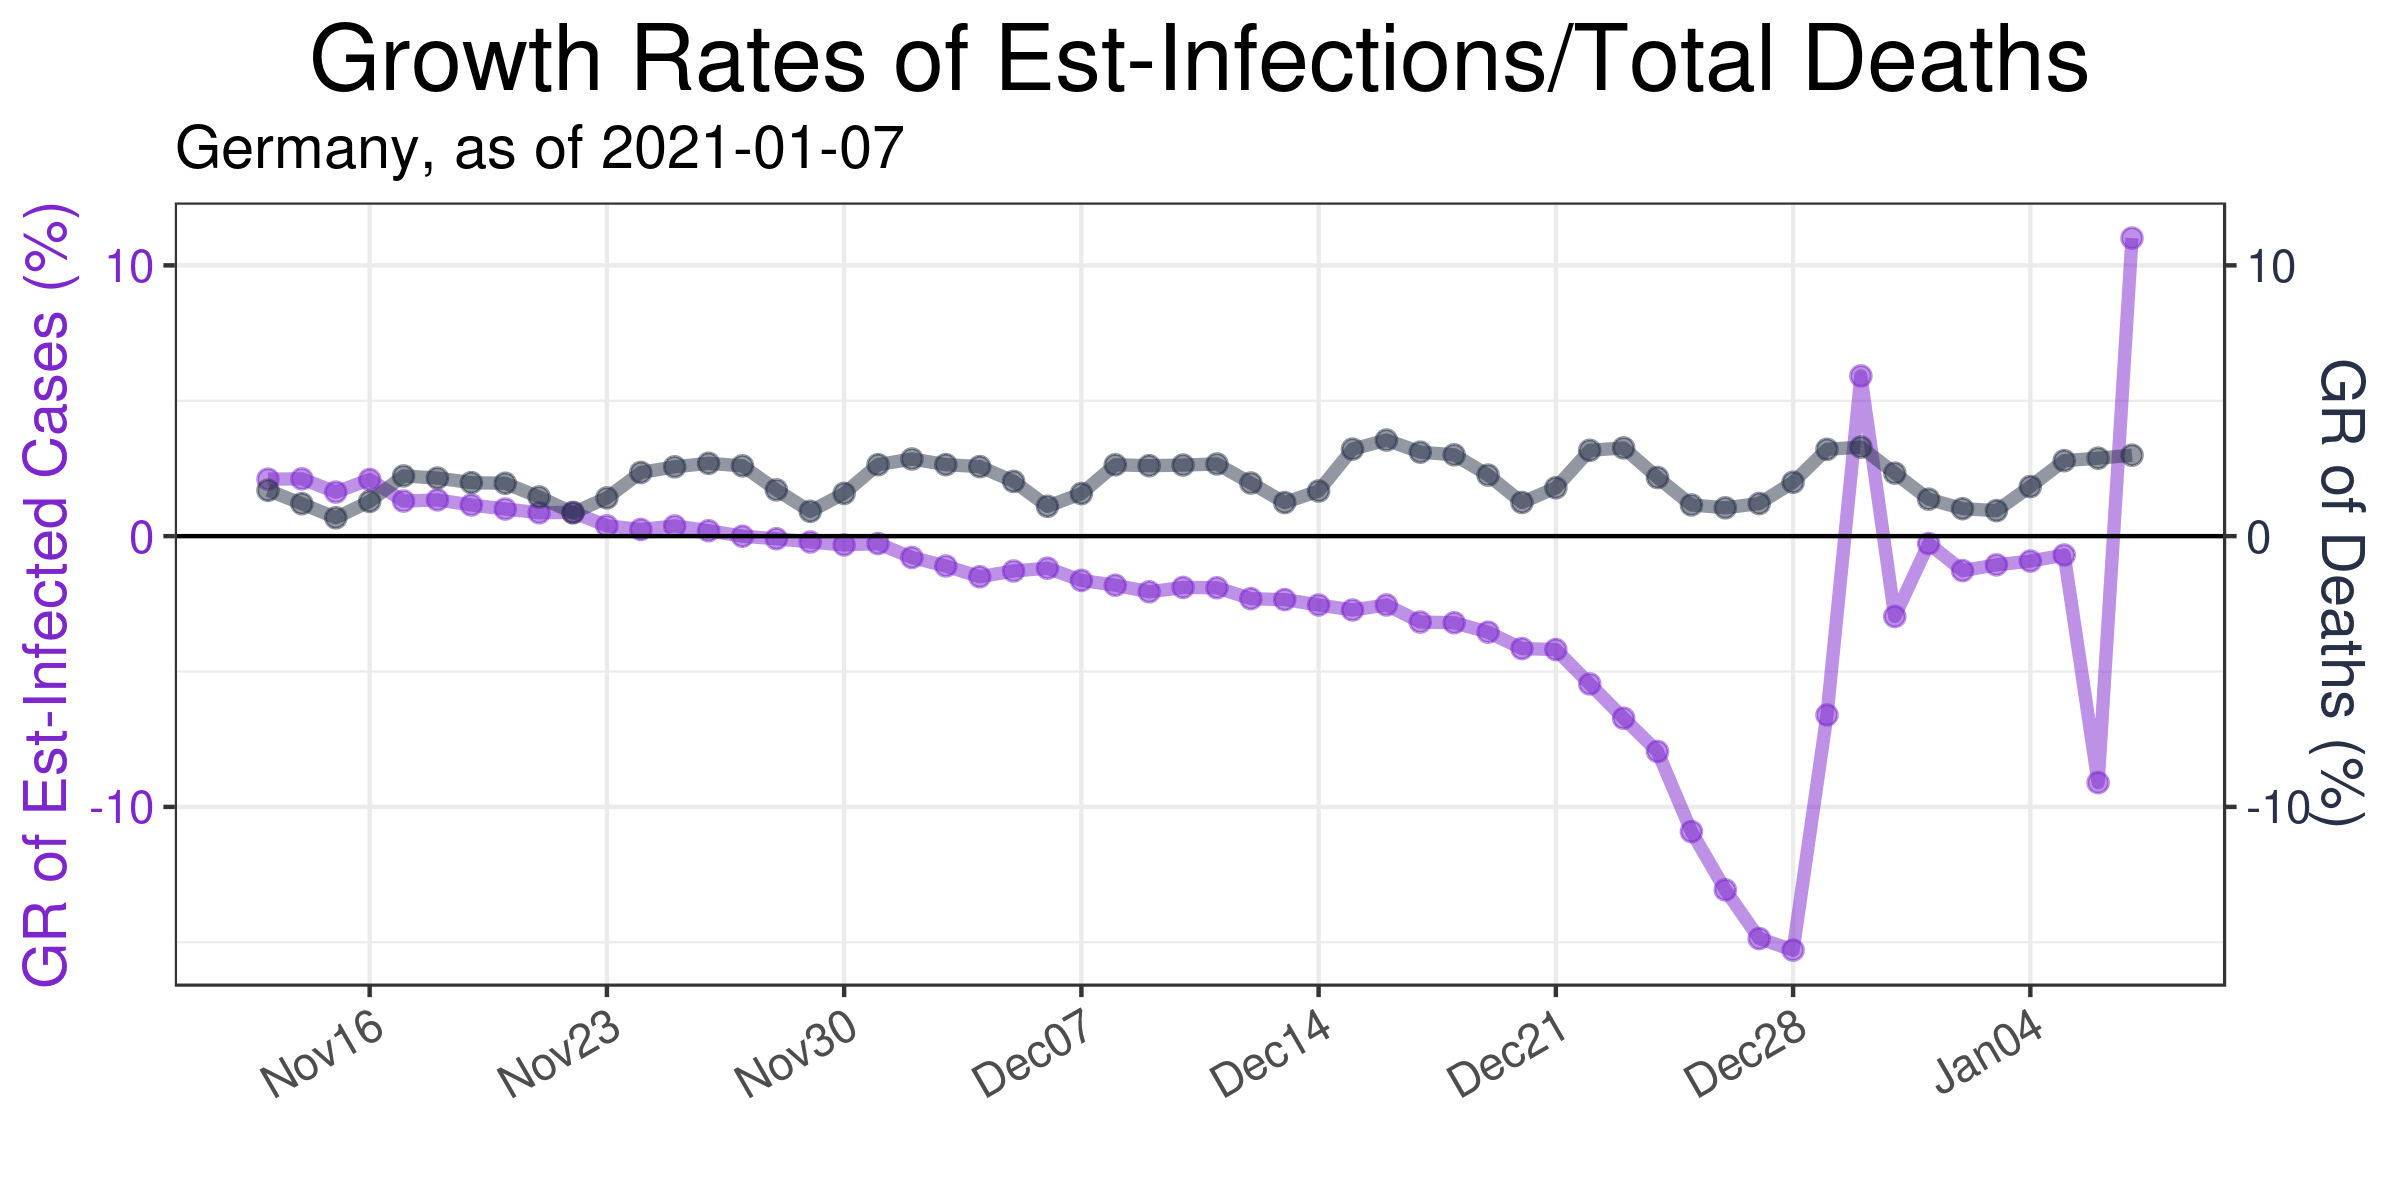 Growth Rates of Est-Infections/Total Deaths
Germany, as of 2021-01-07
GR of Est-Infected Cases (%)
10
0
-10
10
0
-10
GR of Deaths (%)
Nov16
Nov23
Nov30
Dec07
Dec14
Dec21
Dec28
Jan04